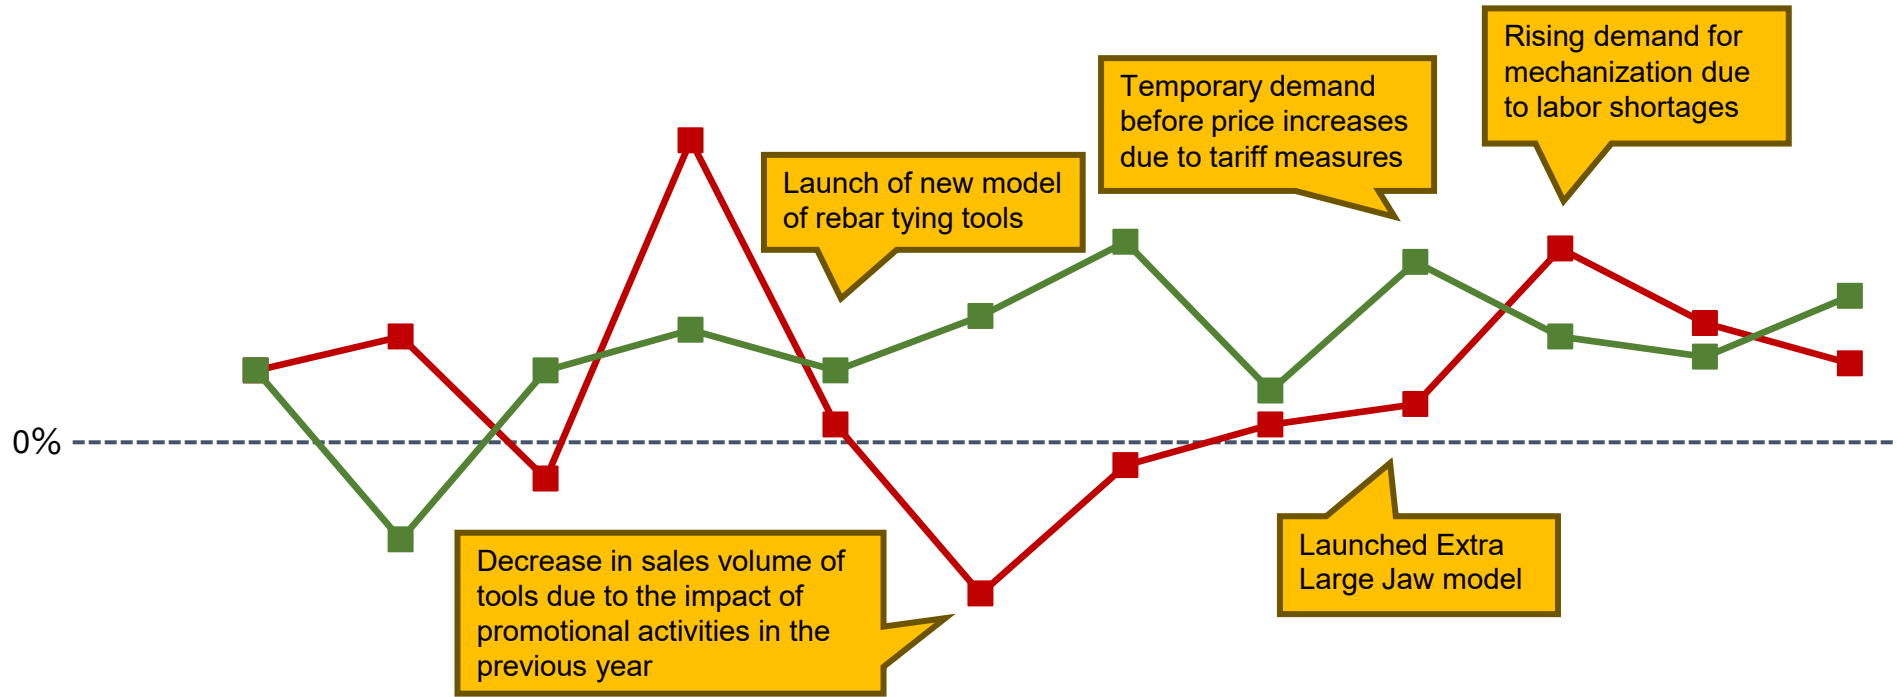 Rising demand for
mechanization due
to labor shortages
Temporary demand
before price increases
due to tariff measures
Launch of new model
of rebar tying tools
0%
Decrease in sales volume of
tools due to the impact of
promotional activities in the
previous year
Launched Extra
Large Jaw model